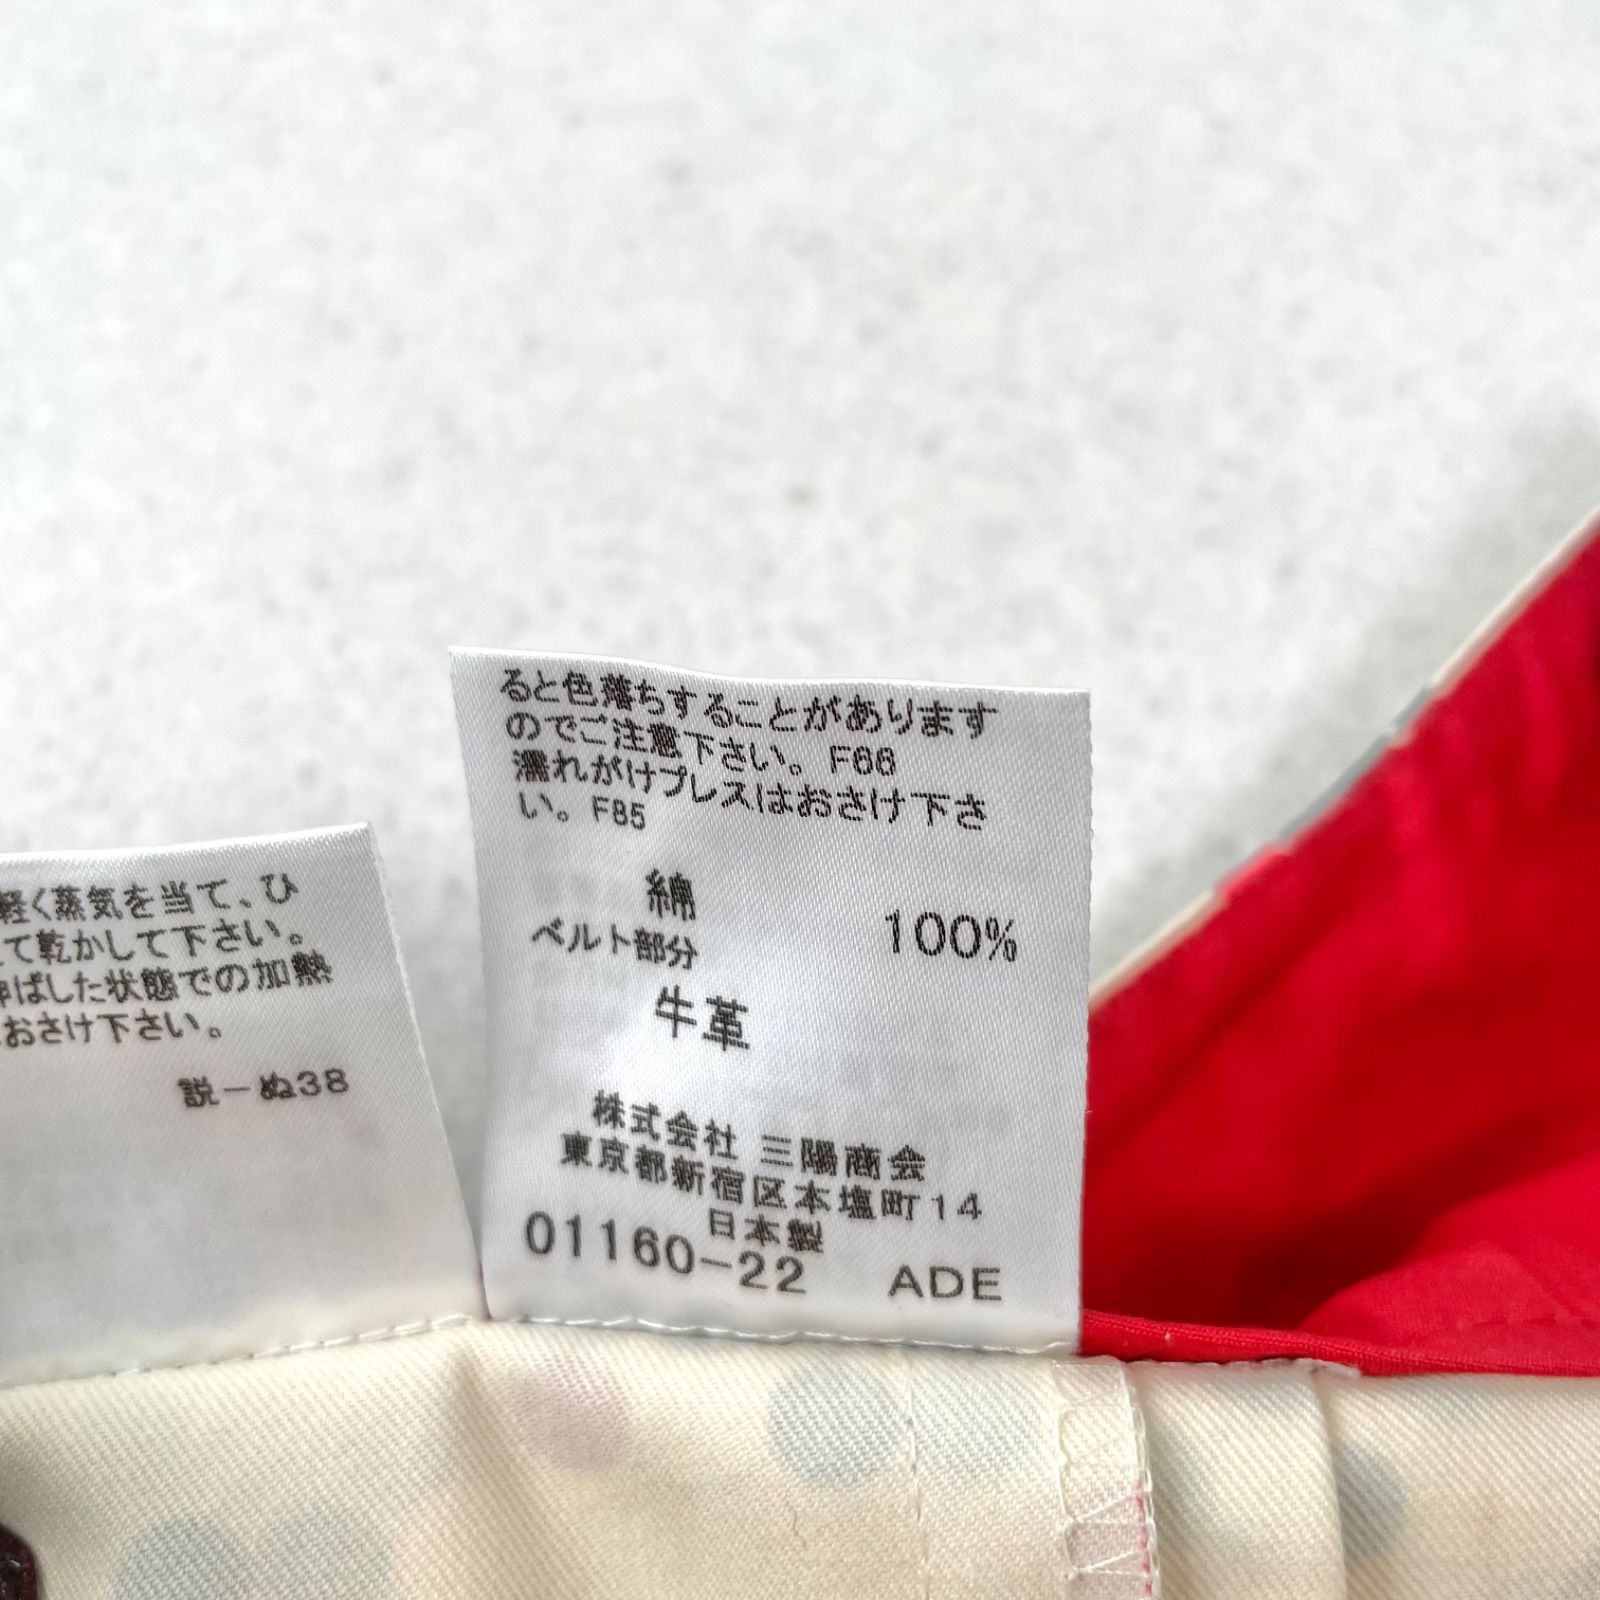 軽く蒸気を当て、ひ
て乾かして下さい。
伸ばした状態での加熱
おさけ下さい。
説－ぬ38
ると色落ちすることがあります
のでご注意下さい。F66
濡れがけプレスはおさけ下さ
い。F85
綿 100%
ベルト部分
牛革
株式会社 三陽商会
東京都新宿区本塩町14
日本製
01160-22 ADE